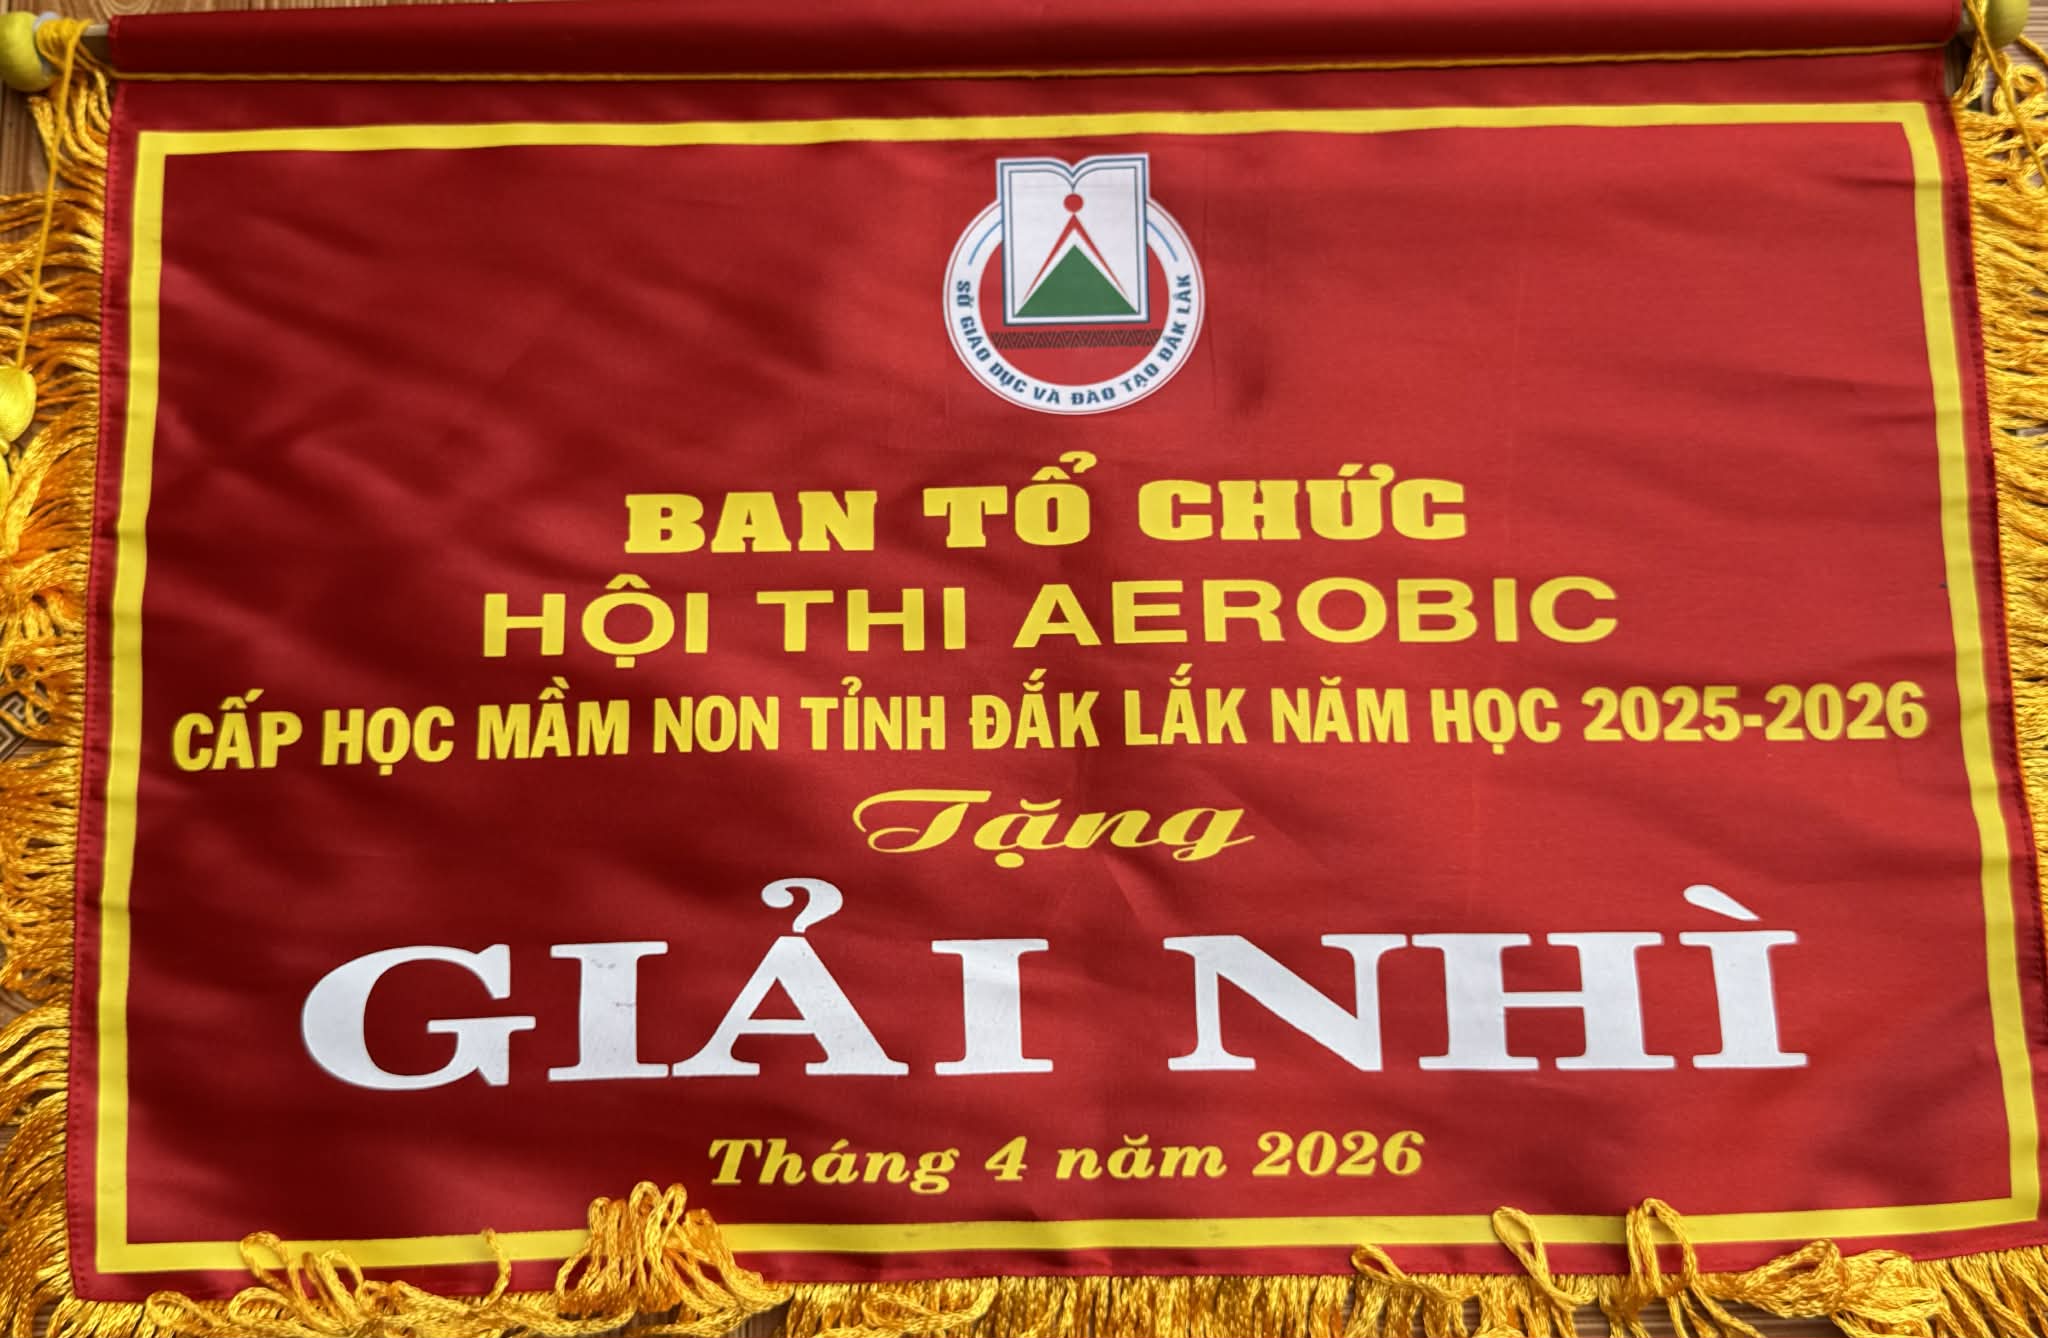 SỞ GIÁO DỤC VÀ ĐÀO TẠO ĐẮK LẮK
BAN TỔ CHỨC
HỘI THI AEROBIC
CẤP HỌC MẦM NON TỈNH ĐẮK LẮK NĂM HỌC 2025-2026
Tặng
GIẢI NHÌ
Tháng 4 năm 2026